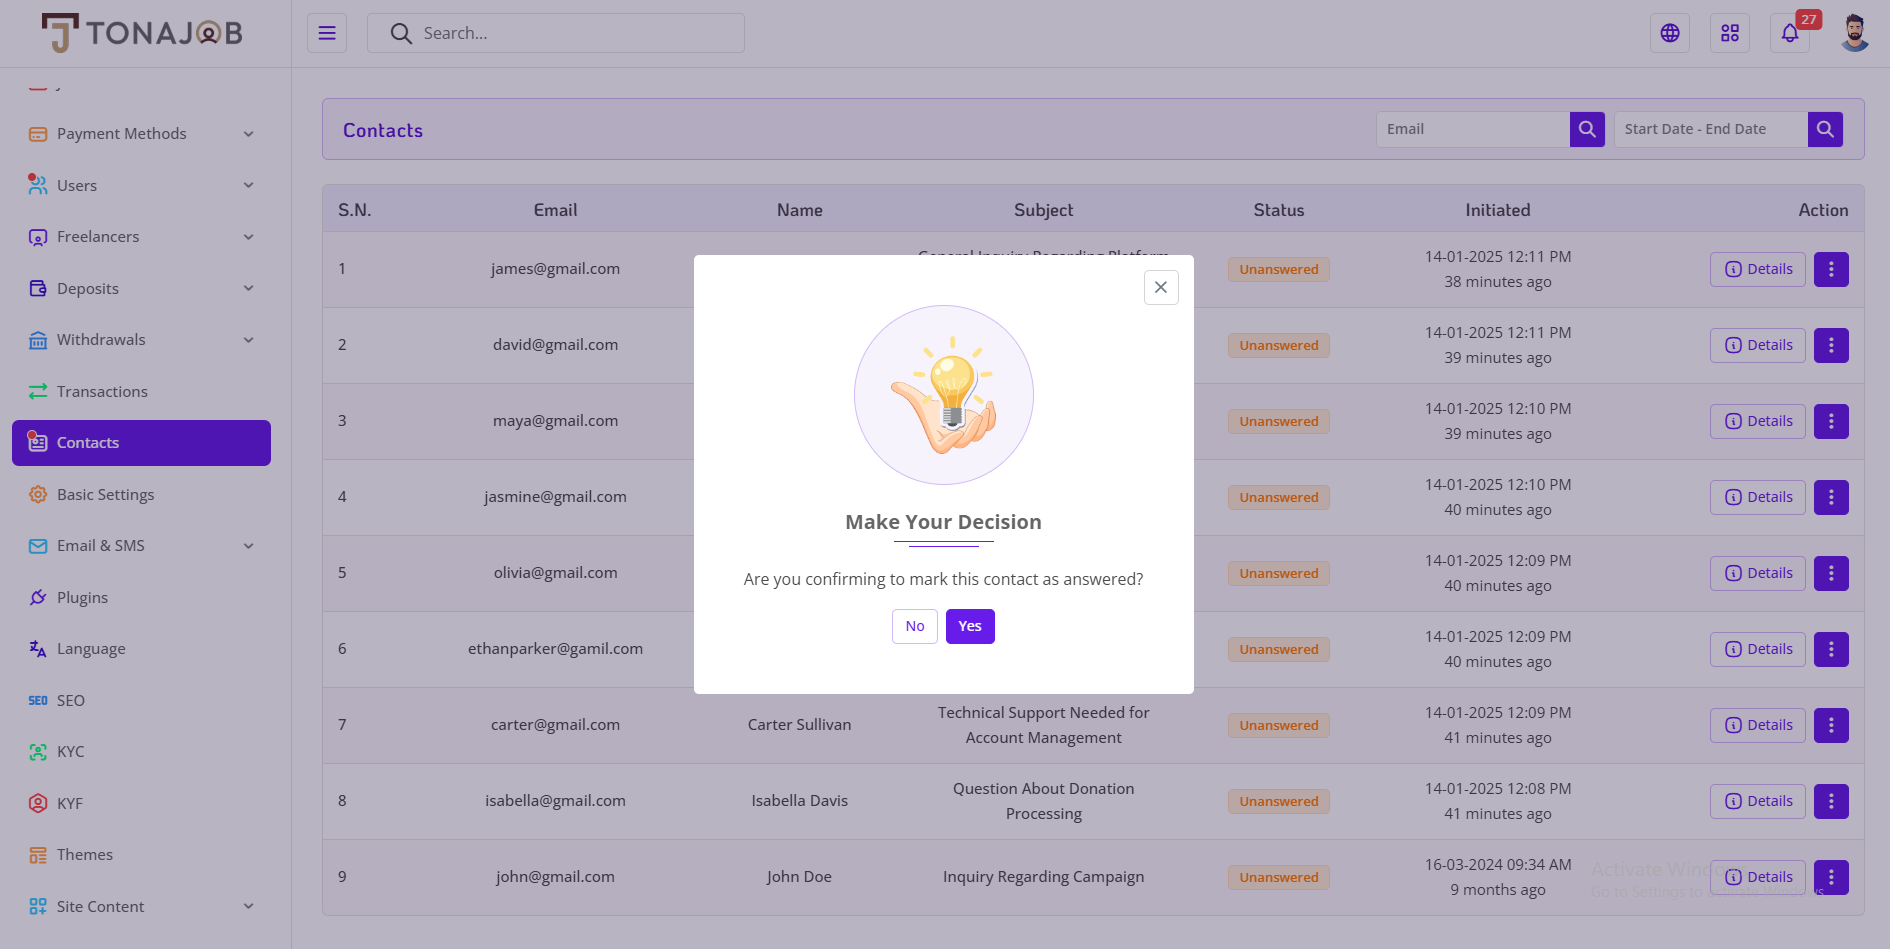 TONAJOB
Search...
27
Payment Methods
Users
Freelancers
Deposits
Withdrawals
Transactions
Contacts
Basic Settings
Email & SMS
Plugins
Language
SEO SEO
KYC
KYF
Themes
Site Content
Contacts
Email
Start Date - End Date
S.N. Email Name Subject Status Initiated Action
General Inquiry Regarding Platform
1 james@gmail.com Unanswered 14-01-2025 12:11 PM Details
38 minutes ago
2 david@gmail.com Unanswered 14-01-2025 12:11 PM Details
39 minutes ago
3 maya@gmail.com Unanswered 14-01-2025 12:10 PM Details
39 minutes ago
4 jasmine@gmail.com Unanswered 14-01-2025 12:10 PM Details
40 minutes ago
5 olivia@gmail.com Unanswered 14-01-2025 12:09 PM Details
40 minutes ago
6 ethanparker@gamil.com Unanswered 14-01-2025 12:09 PM Details
40 minutes ago
7 carter@gmail.com Carter Sullivan Technical Support Needed for Unanswered 14-01-2025 12:09 PM Details
Account Management 41 minutes ago
8 isabella@gmail.com Isabella Davis Question About Donation Unanswered 14-01-2025 12:08 PM Details
Processing 41 minutes ago
9 john@gmail.com John Doe Inquiry Regarding Campaign Unanswered 16-03-2024 09:34 AM Details
9 months ago
Make Your Decision
Are you confirming to mark this contact as answered?
No Yes
Activate Windows
Go to Settings to activate Windows